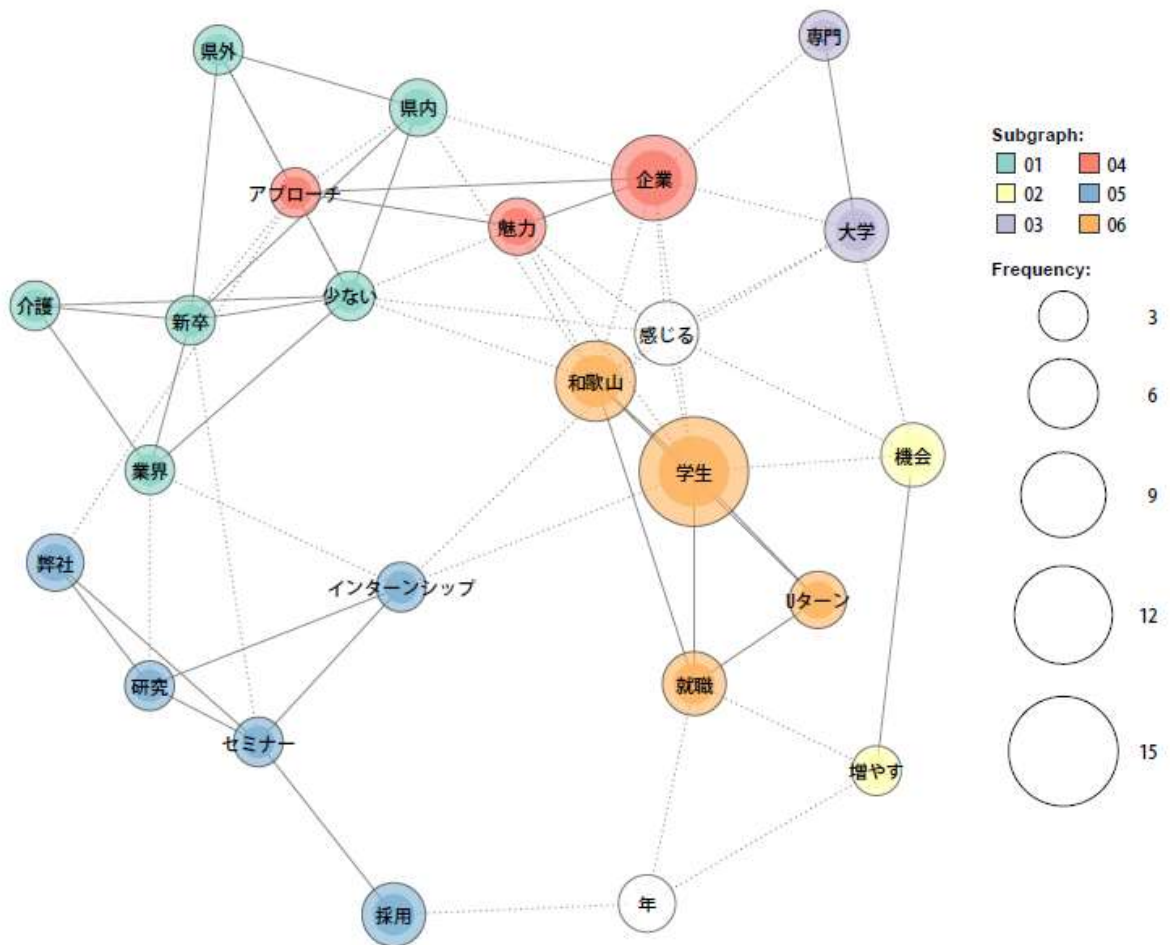 県外
専門
県内
企業
アプローチ
魅力
大学
介護
新卒
少ない
感じる
和歌山
学生
機会
業界
弊社
インターンシップ
Uターン
研究
就職
セミナー
増やす
採用
年
Subgraph:
01 04
02 05
03 06
Frequency:
3
6
9
12
15